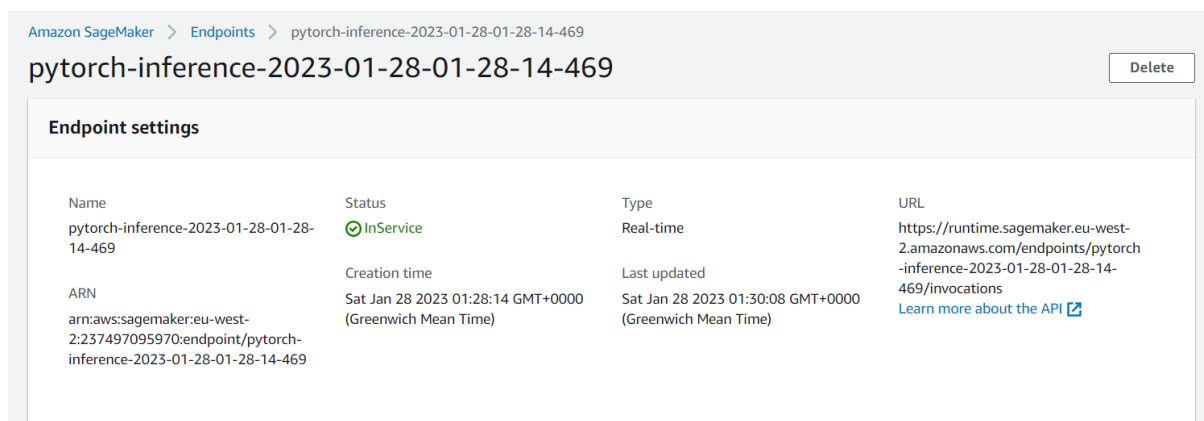 Amazon SageMaker > Endpoints > pytorch-inference-2023-01-28-01-28-14-469
pytorch-inference-2023-01-28-01-28-14-469
Delete
Endpoint settings
Name
pytorch-inference-2023-01-28-01-28-
14-469
ARN
arn:aws:sagemaker:eu-west-
2:237497095970:endpoint/pytorch-
inference-2023-01-28-01-28-14-469
Status
InService
Creation time
Sat Jan 28 2023 01:28:14 GMT+0000
(Greenwich Mean Time)
Type
Real-time
Last updated
Sat Jan 28 2023 01:30:08 GMT+0000
(Greenwich Mean Time)
URL
https://runtime.sagemaker.eu-west-
2.amazonaws.com/endpoints/pytorch
-inference-2023-01-28-01-28-14-
469/invocations
Learn more about the API